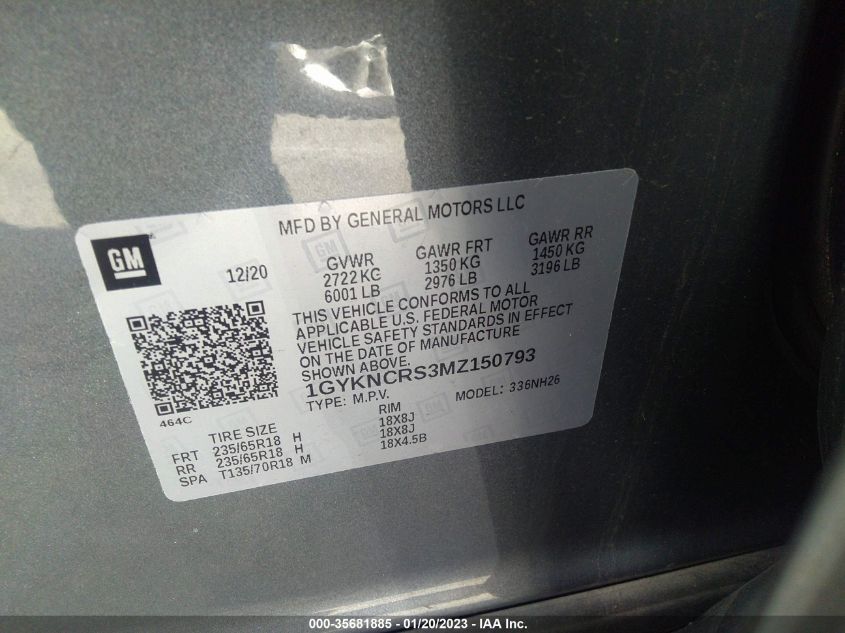 MFD BY GENERAL MOTORS LLC
GM
12/20
GVWR GAWR FRT GAWR RR
2722 KG 1350 KG 1450 KG
6001 LB 2976 LB 3196 LB
THIS VEHICLE CONFORMS TO ALL
APPLICABLE U.S. FEDERAL MOTOR
VEHICLE SAFETY STANDARDS IN EFFECT
ON THE DATE OF MANUFACTURE
SHOWN ABOVE.
1GYKNCRS3MZ150793
TYPE: M.P.V. MODEL: 336NH26
464C
TIRE SIZE RIM
FRT 235/65R18 H 18X8J
RR 235/65R18 H 18X8J
SPA T135/70R18 M 18X4.5B
000-35681885 - 01/20/2023 - IAA Inc.